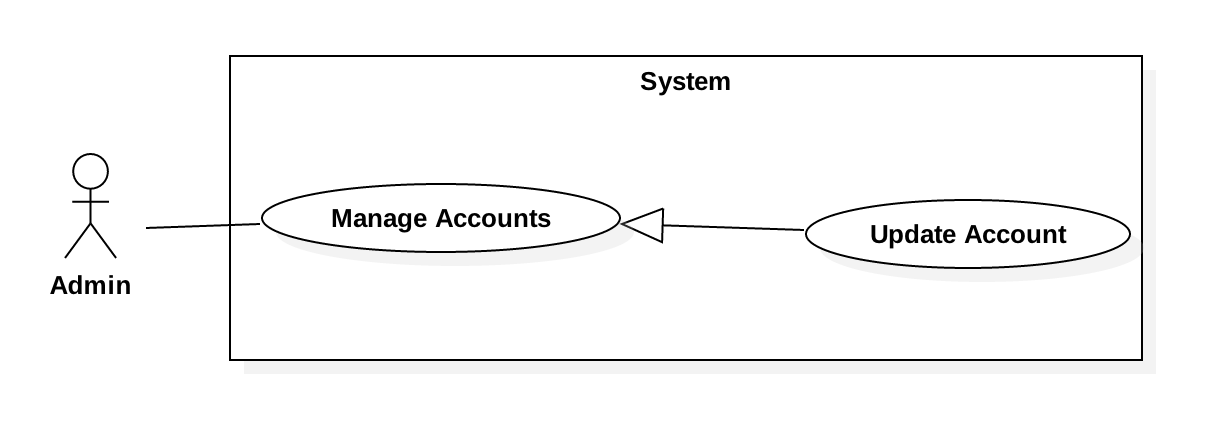 System
Manage Accounts
Update Account
Admin